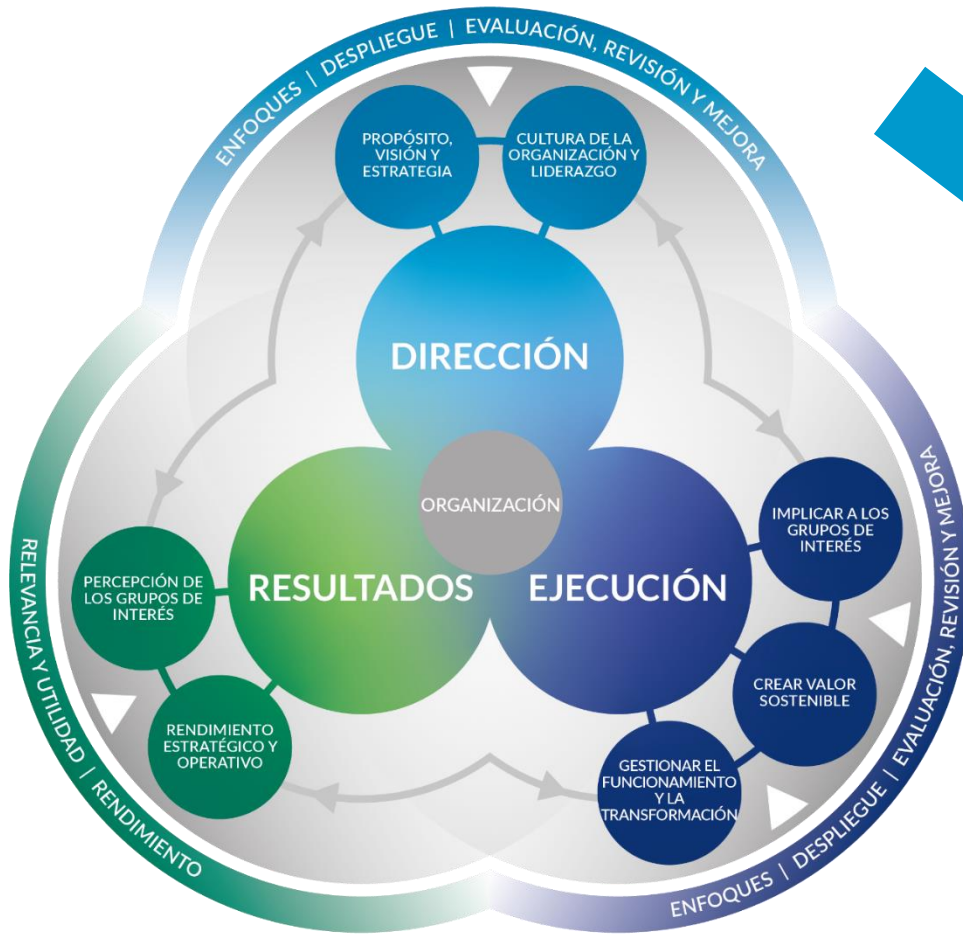 ENFOQUES | DESPLIEGUE | EVALUACIÓN, REVISIÓN Y MEJORA
PROPÓSITO,
VISIÓN Y
ESTRATEGIA
CULTURA DE LA
ORGANIZACIÓN Y
LIDERAZGO
DIRECCIÓN
ORGANIZACIÓN
RESULTADOS
EJECUCIÓN
IMPLICAR A LOS
GRUPOS DE
INTERÉS
CREAR VALOR
SOSTENIBLE
GESTIONAR EL
FUNCIONAMIENTO
Y LA
TRANSFORMACIÓN
ENFOQUES | DESPLIEGUE | EVALUACIÓN, REVISIÓN Y MEJORA
PERCEPCIÓN DE
LOS GRUPOS DE
INTERÉS
RENDIMIENTO
ESTRATÉGICO Y
OPERATIVO
RELEVANCIA Y UTILIDAD | RENDIMIENTO